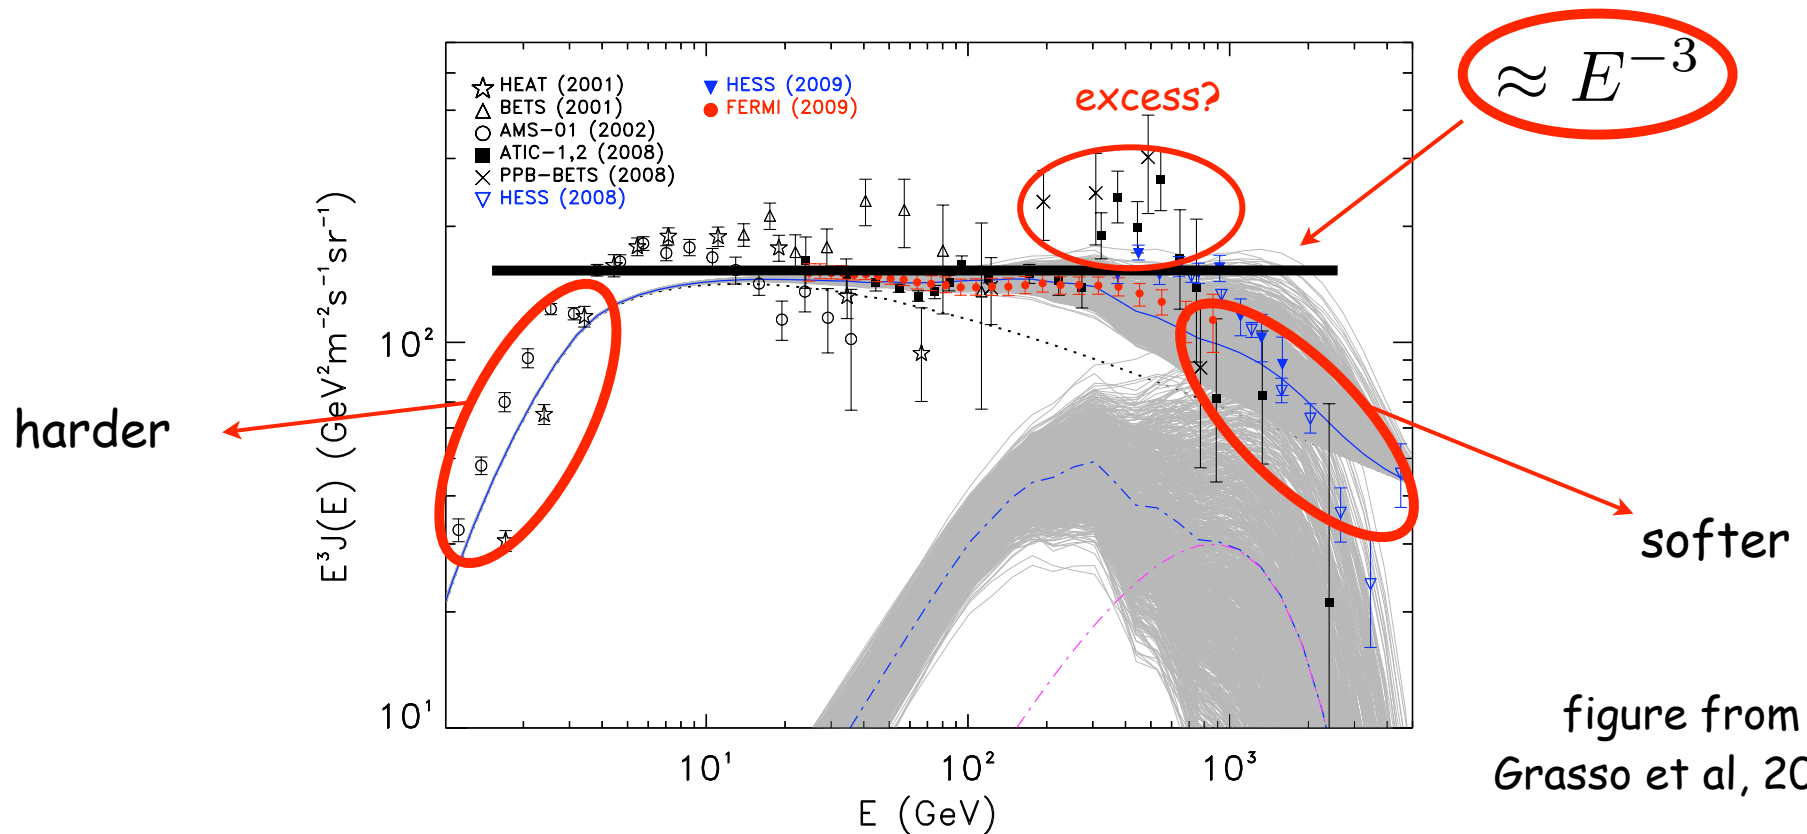 ≈ E⁻³
excess?
☆ HEAT (2001)
△ BETS (2001)
○ AMS-01 (2002)
■ ATIC-1,2 (2008)
× PPB-BETS (2008)
▽ HESS (2008)
▼ HESS (2009)
● FERMI (2009)
harder
softer
E³J(E) (GeV²m⁻²s⁻¹sr⁻¹)
10²
10¹
10¹ 10² 10³
E (GeV)
figure from
Grasso et al, 20